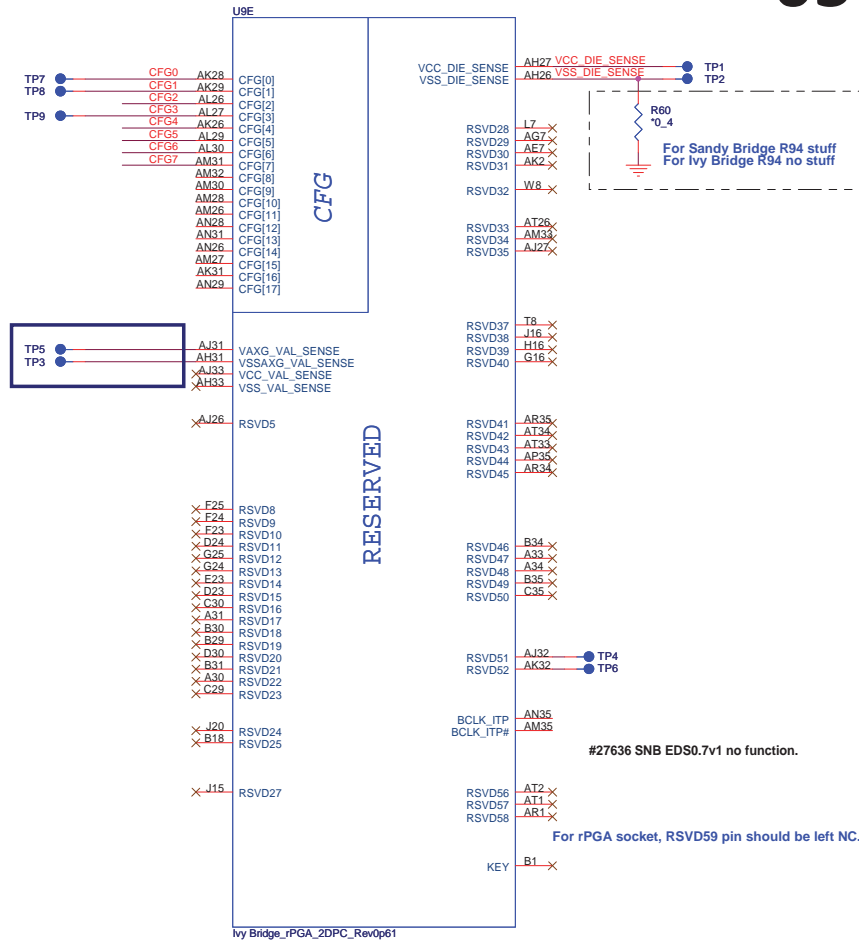 U9E
TP7 CFG0 AK28 CFG[0]
TP8 CFG1 AK29 CFG[1]
CFG2 AL26 CFG[2]
TP9 CFG3 AL27 CFG[3]
CFG4 AK26 CFG[4]
CFG5 AL29 CFG[5]
CFG6 AL30 CFG[6]
CFG7 AM31 CFG[7]
AM32 CFG[8]
AM30 CFG[9]
AM28 CFG[10]
AM26 CFG[11]
AN28 CFG[12]
AN31 CFG[13]
AN26 CFG[14]
AM27 CFG[15]
AK31 CFG[16]
AN29 CFG[17]
CFG
TP5 AJ31 VAXG_VAL_SENSE
TP3 AH31 VSSAXG_VAL_SENSE
AJ33 VCC_VAL_SENSE
AH33 VSS_VAL_SENSE
AJ26 RSVD5
RESERVED
F25 RSVD8
F24 RSVD9
F23 RSVD10
D24 RSVD11
G25 RSVD12
G24 RSVD13
E23 RSVD14
D23 RSVD15
C30 RSVD16
A31 RSVD17
B30 RSVD18
B29 RSVD19
D30 RSVD20
B31 RSVD21
A30 RSVD22
C29 RSVD23
J20 RSVD24
B18 RSVD25
J15 RSVD27
VCC_DIE_SENSE AH27 VCC_DIE_SENSE TP1
VSS_DIE_SENSE AH26 VSS_DIE_SENSE TP2
R60
*0_4
For Sandy Bridge R94 stuff
For Ivy Bridge R94 no stuff
RSVD28 L7
RSVD29 AG7
RSVD30 AE7
RSVD31 AK2
RSVD32 W8
RSVD33 AT26
RSVD34 AM33
RSVD35 AJ27
RSVD37 T8
RSVD38 J16
RSVD39 H16
RSVD40 G16
RSVD41 AR35
RSVD42 AT34
RSVD43 AT33
RSVD44 AP35
RSVD45 AR34
RSVD46 B34
RSVD47 A33
RSVD48 A34
RSVD49 B35
RSVD50 C35
RSVD51 AJ32 TP4
RSVD52 AK32 TP6
BCLK_ITP AN35
BCLK_ITP# AM35
#27636 SNB EDS0.7v1 no function.
RSVD56 AT2
RSVD57 AT1
RSVD58 AR1
For rPGA socket, RSVD59 pin should be left NC.
KEY B1
Ivy Bridge_rPGA_2DPC_Rev0p61